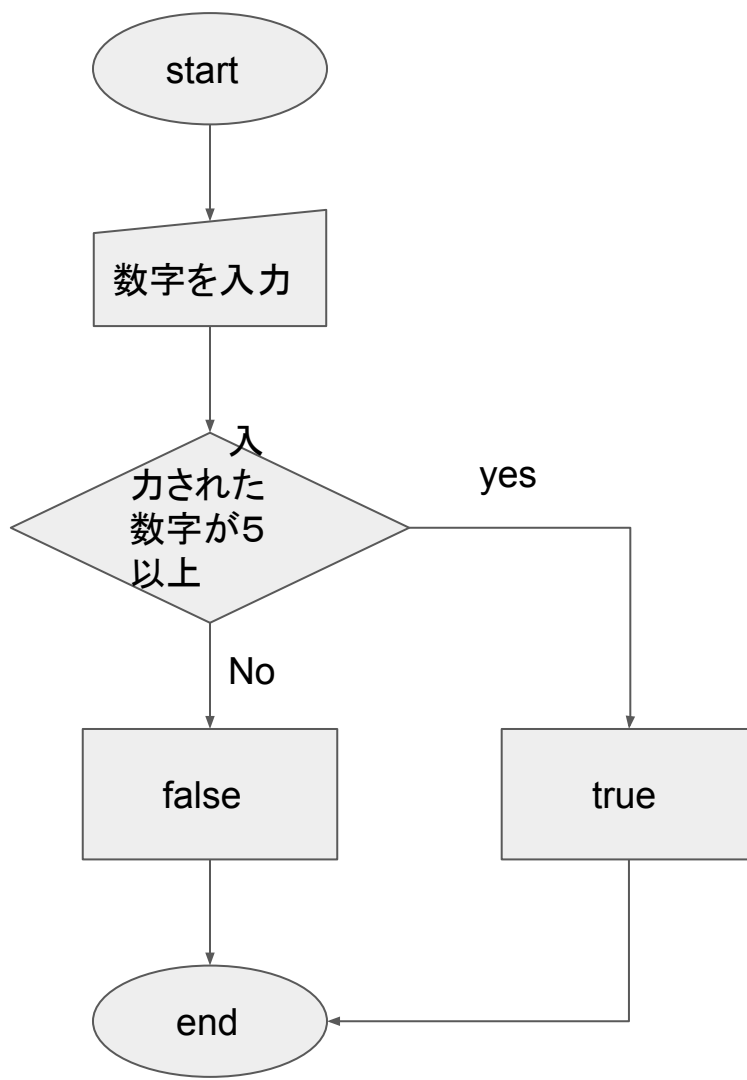 start
数字を入力
入
力された
数字が５
以上
yes
No
false
true
end